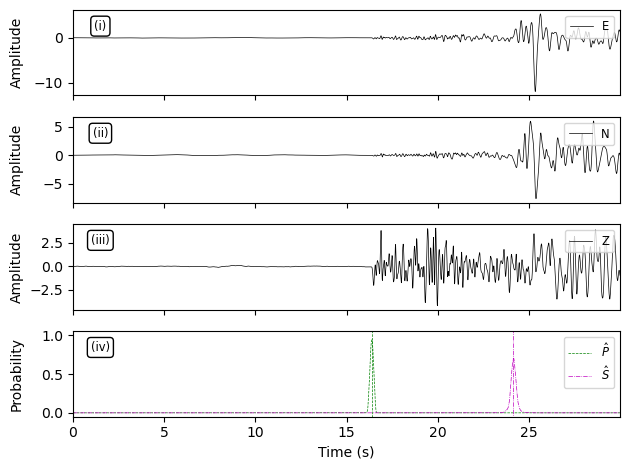 (i)
E
Amplitude
0
−10
(ii)
N
Amplitude
5
0
−5
(iii)
Z
Amplitude
2.5
0.0
−2.5
(iv)
P̂
Ŝ
Probability
1.0
0.5
0.0
0 5 10 15 20 25
Time (s)